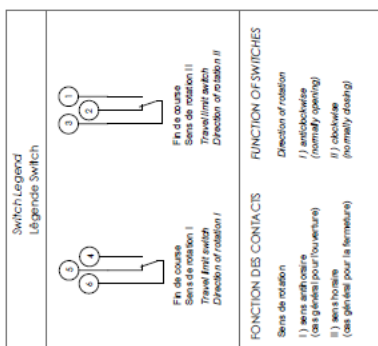 Switch Legend
Légende Switch
6
5
4
Fin de course
Sens de rotation I
Travel limit switch
Direction of rotation I
3
2
1
Fin de course
Sens de rotation II
Travel limit switch
Direction of rotation II
FONCTION DES CONTACTS
Sens de rotation
I ) sens antihoraire
(cas général pour l'ouverture)
II ) sens horaire
(cas général pour la fermeture)
FUNCTION OF SWITCHES
Direction of rotation
I ) anticlockwise
(normally opening)
II ) clockwise
(normally closing)